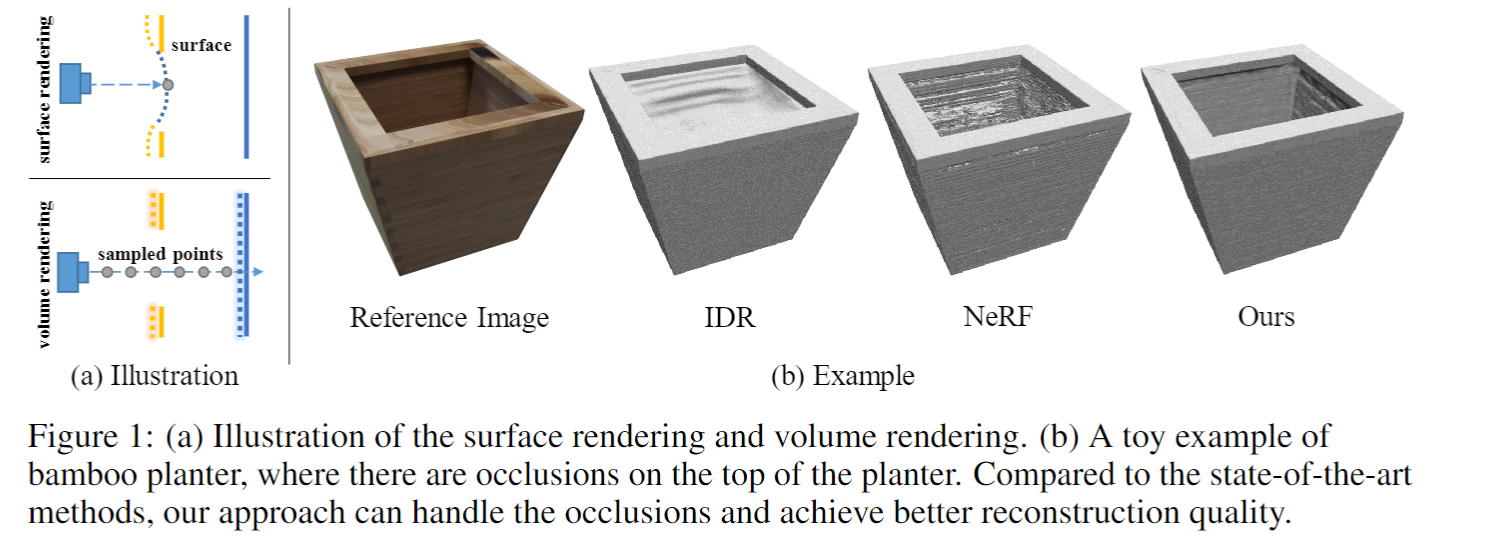 surface rendering
surface
volume rendering
sampled points
(a) Illustration
Reference Image
IDR
NeRF
Ours
(b) Example
Figure 1: (a) Illustration of the surface rendering and volume rendering. (b) A toy example of
bamboo planter, where there are occlusions on the top of the planter. Compared to the state-of-the-art
methods, our approach can handle the occlusions and achieve better reconstruction quality.